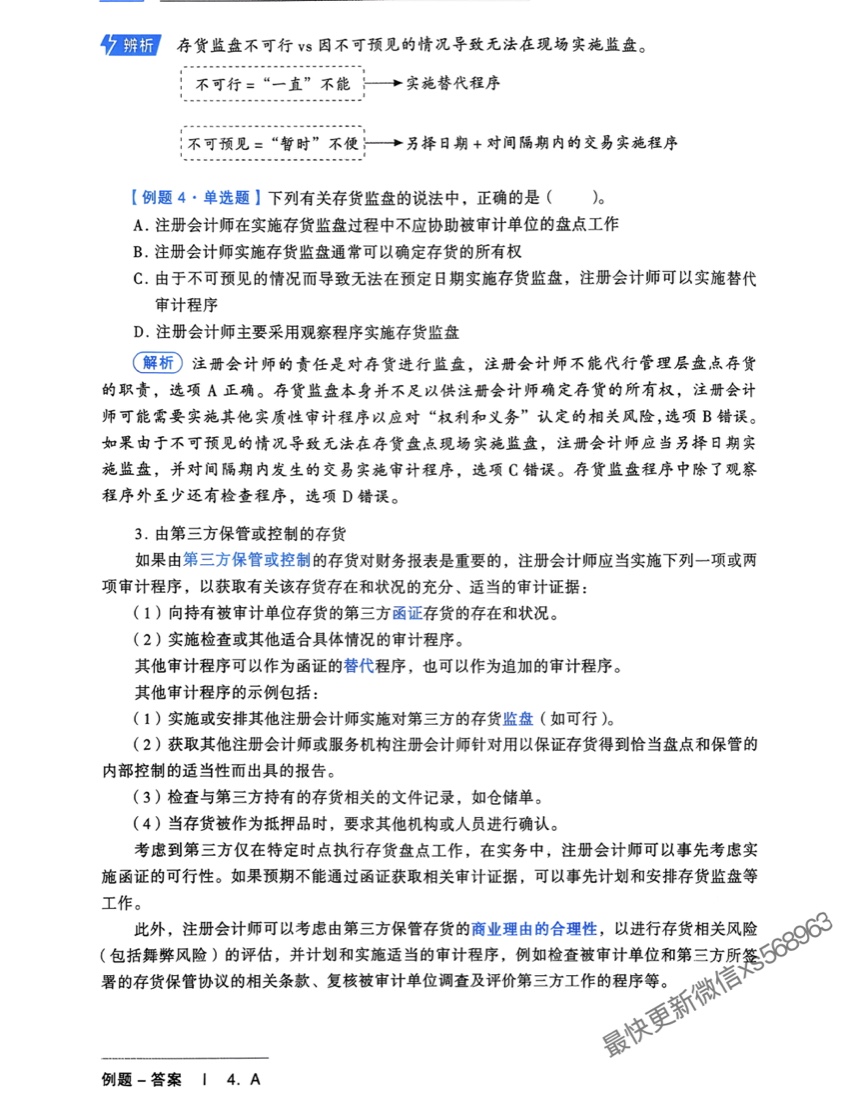 辨析 存货监盘不可行 vs 因不可预见的情况导致无法在现场实施监盘。
不可行 = “一直”不能 → 实施替代程序
不可预见 = “暂时”不便 → 另择日期 + 对间隔期内的交易实施程序
【例题 4·单选题】下列有关存货监盘的说法中，正确的是（　　）。
A. 注册会计师在实施存货监盘过程中不应协助被审计单位的盘点工作
B. 注册会计师实施存货监盘通常可以确定存货的所有权
C. 由于不可预见的情况而导致无法在预定日期实施存货监盘，注册会计师可以实施替代
审计程序
D. 注册会计师主要采用观察程序实施存货监盘
解析 注册会计师的责任是对存货进行监盘，注册会计师不能代行管理层盘点存货
的职责，选项 A 正确。存货监盘本身并不足以供注册会计师确定存货的所有权，注册会计
师可能需要实施其他实质性审计程序以应对“权利和义务”认定的相关风险，选项 B 错误。
如果由于不可预见的情况导致无法在存货盘点现场实施监盘，注册会计师应当另择日期实
施监盘，并对间隔期内发生的交易实施审计程序，选项 C 错误。存货监盘程序中除了观察
程序外至少还有检查程序，选项 D 错误。
3. 由第三方保管或控制的存货
如果由第三方保管或控制的存货对财务报表是重要的，注册会计师应当实施下列一项或两
项审计程序，以获取有关该存货存在和状况的充分、适当的审计证据：
（1）向持有被审计单位存货的第三方函证存货的存在和状况。
（2）实施检查或其他适合具体情况的审计程序。
其他审计程序可以作为函证的替代程序，也可以作为追加的审计程序。
其他审计程序的示例包括：
（1）实施或安排其他注册会计师实施对第三方的存货监盘（如可行）。
（2）获取其他注册会计师或服务机构注册会计师针对用以保证存货得到恰当盘点和保管的
内部控制的适当性而出具的报告。
（3）检查与第三方持有的存货相关的文件记录，如仓储单。
（4）当存货被作为抵押品时，要求其他机构或人员进行确认。
考虑到第三方仅在特定时点执行存货盘点工作，在实务中，注册会计师可以事先考虑实
施函证的可行性。如果预期不能通过函证获取相关审计证据，可以事先计划和安排存货监盘等
工作。
此外，注册会计师可以考虑由第三方保管存货的商业理由的合理性，以进行存货相关风险
（包括舞弊风险）的评估，并计划和实施适当的审计程序，例如检查被审计单位和第三方所签
署的存货保管协议的相关条款、复核被审计单位调查及评价第三方工作的程序等。
最快更新微信xs568963
例题 – 答案 | 4. A